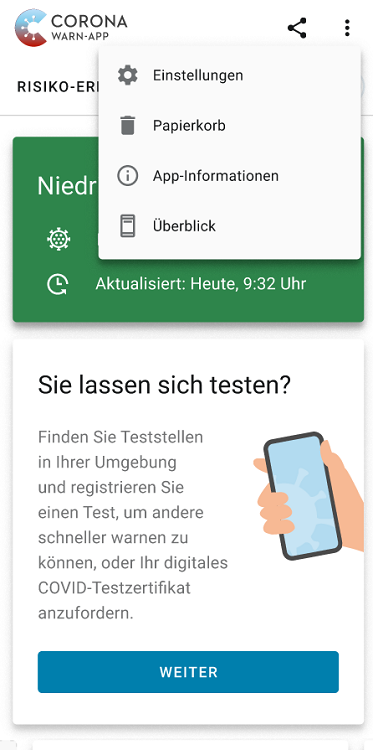 CORONA
WARN-APP
RISIKO-ER
Einstellungen
Papierkorb
App-Informationen
Überblick
Niedr
Aktualisiert: Heute, 9:32 Uhr
Sie lassen sich testen?
Finden Sie Teststellen
in Ihrer Umgebung
und registrieren Sie
einen Test, um andere
schneller warnen zu
können, oder Ihr digitales
COVID-Testzertifikat
anzufordern.
WEITER